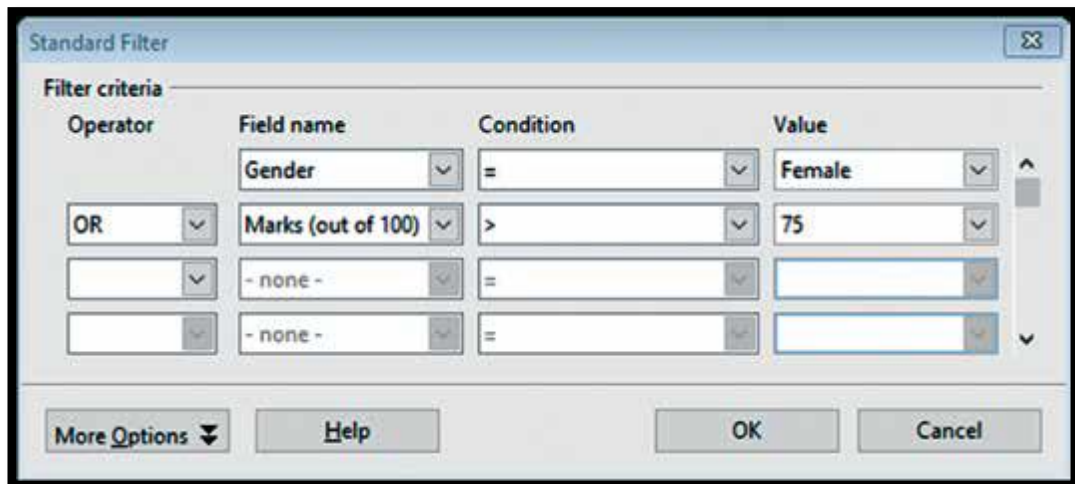 Standard Filter
Filter criteria
Operator Field name Condition Value
Gender = Female
OR Marks (out of 100) > 75
- none - =
- none - =
More Options Help OK Cancel